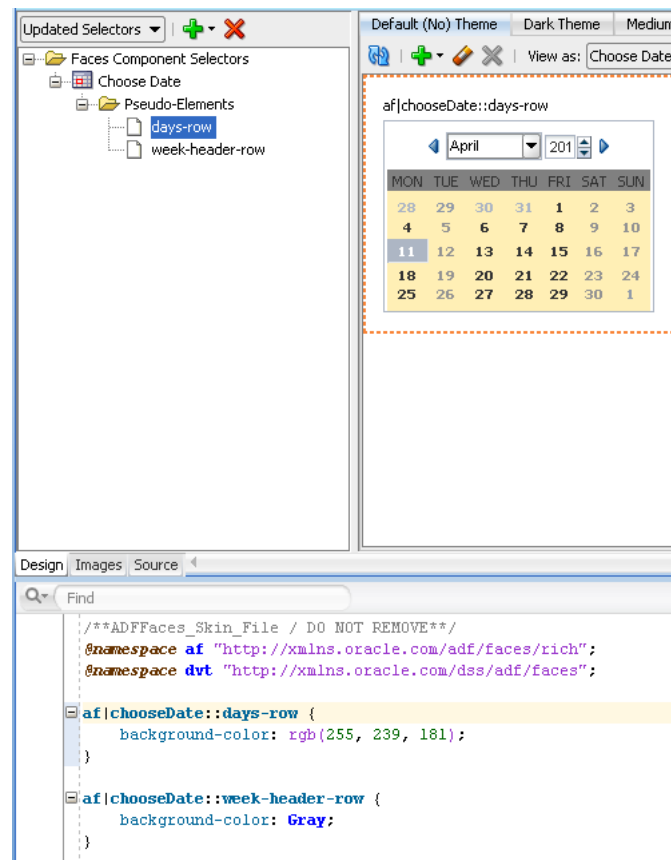 Updated Selectors
Faces Component Selectors
Choose Date
Pseudo-Elements
days-row
week-header-row
Default (No) Theme Dark Theme Medium
View as: Choose Date
af|chooseDate::days-row
April 201
MON TUE WED THU FRI SAT SUN
28 29 30 31 1 2 3
4 5 6 7 8 9 10
11 12 13 14 15 16 17
18 19 20 21 22 23 24
25 26 27 28 29 30 1
Design Images Source
Find
/**ADFFaces_Skin_File / DO NOT REMOVE**/
@namespace af "http://xmlns.oracle.com/adf/faces/rich";
@namespace dvt "http://xmlns.oracle.com/dss/adf/faces";
af|chooseDate::days-row {
background-color: rgb(255, 239, 181);
}
af|chooseDate::week-header-row {
background-color: Gray;
}